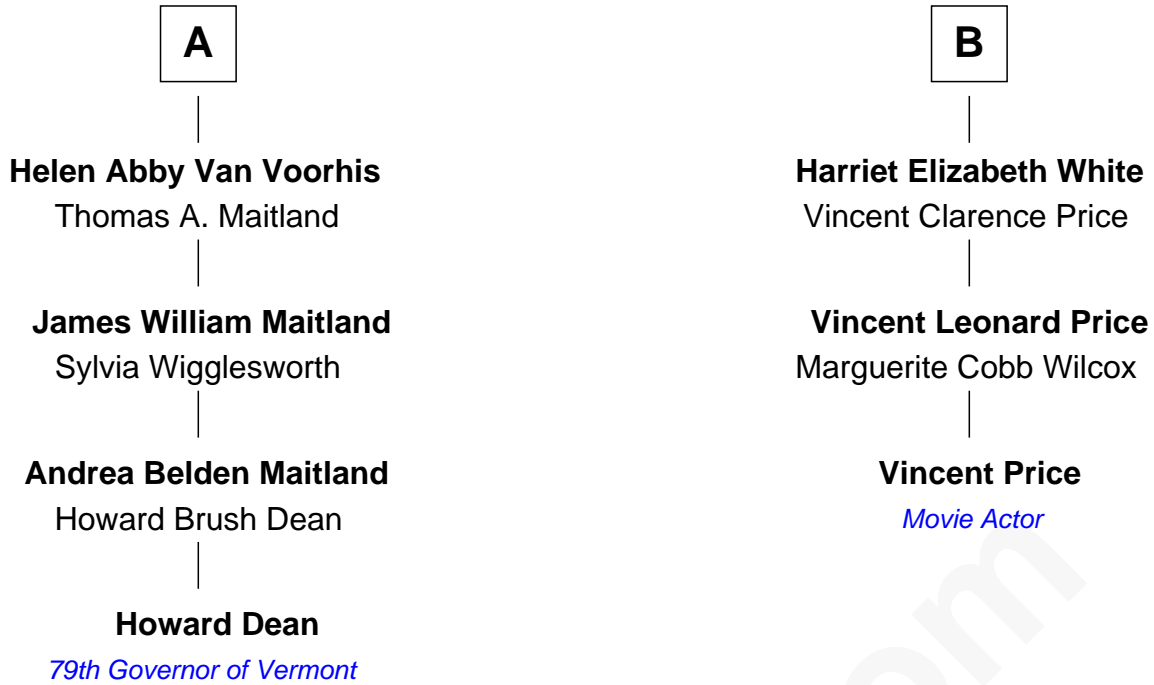 A
Helen Abby Van Voorhis
Thomas A. Maitland
James William Maitland
Sylvia Wigglesworth
Andrea Belden Maitland
Howard Brush Dean
Howard Dean
79th Governor of Vermont
B
Harriet Elizabeth White
Vincent Clarence Price
Vincent Leonard Price
Marguerite Cobb Wilcox
Vincent Price
Movie Actor
om